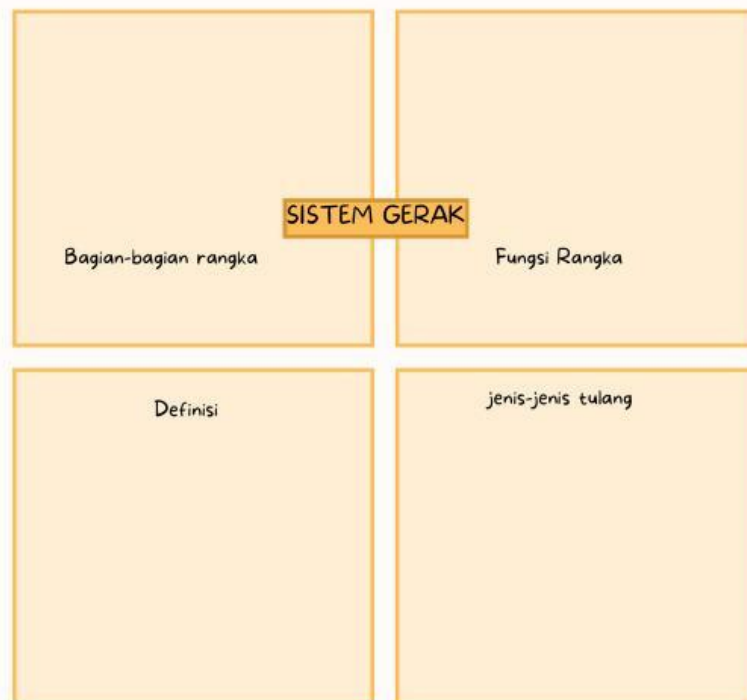 SISTEM GERAK
Bagian-bagian rangka
Fungsi Rangka
Definisi
jenis-jenis tulang